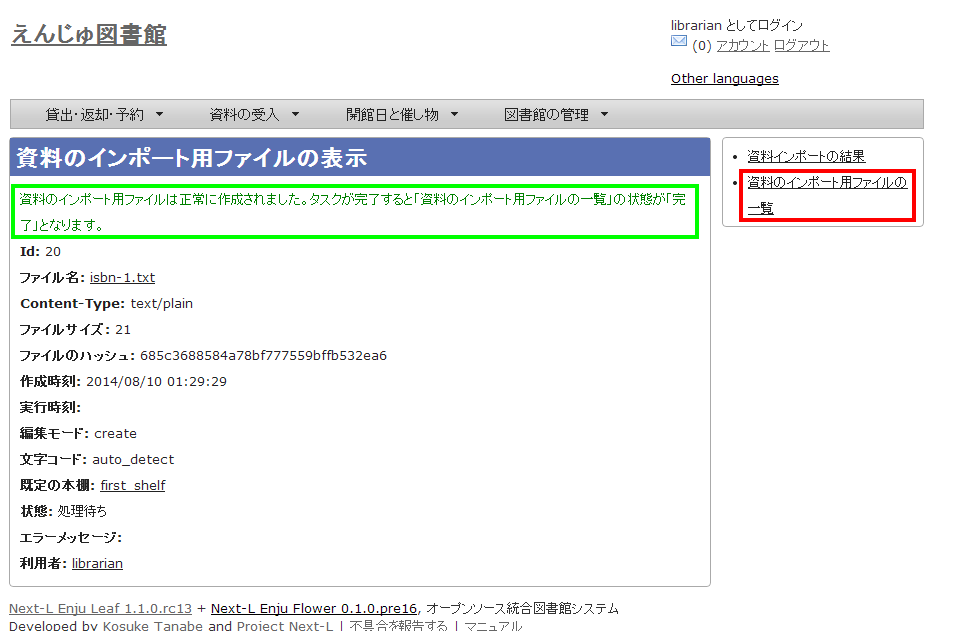 えんじゅ図書館
librarian としてログイン
(0) アカウント ログアウト
Other languages
貸出・返却・予約 ▼ 資料の受入 ▼ 開館日と催し物 ▼ 図書館の管理 ▼
資料のインポート用ファイルの表示
資料のインポート用ファイルは正常に作成されました。タスクが完了すると「資料のインポート用ファイルの一覧」の状態が「完
了」となります。
Id: 20
ファイル名: isbn-1.txt
Content-Type: text/plain
ファイルサイズ: 21
ファイルのハッシュ: 685c3688584a78bf777559bffb532ea6
作成時刻: 2014/08/10 01:29:29
実行時刻:
編集モード: create
文字コード: auto_detect
既定の本棚: first_shelf
状態: 処理待ち
エラーメッセージ:
利用者: librarian
• 資料インポートの結果
• 資料のインポート用ファイルの
一覧
Next-L Enju Leaf 1.1.0.rc13 + Next-L Enju Flower 0.1.0.pre16, オープンソース統合図書館システム
Developed by Kosuke Tanabe and Project Next-L | 不具合を報告する | マニュアル